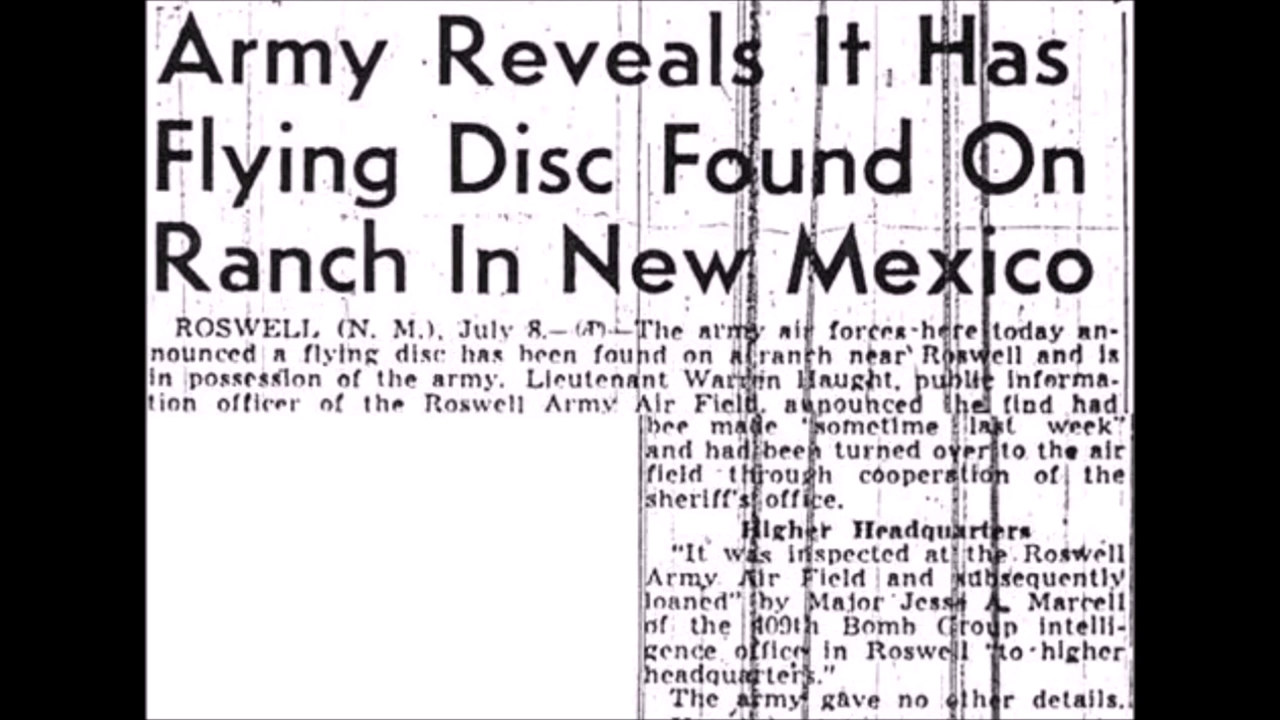 Army Reveals It Has
Flying Disc Found On
Ranch In New Mexico
ROSWELL (N. M.), July 8.—(AP)—The army air forces here today an-
nounced a flying disc has been found on a ranch near Roswell and is
in possession of the army. Lieutenant Warren Haught, public informa-
tion officer of the Roswell Army Air Field, announced the find had
bee made "sometime last week"
and had been turned over to the air
field through cooperation of the
sheriff's office.
Higher Headquarters
"It was inspected at the Roswell
Army Air Field and subsequently
loaned" by Major Jesse A. Marcell
of the 509th Bomb Group intelli-
gence office in Roswell "to higher
headquarters."
The army gave no other details.